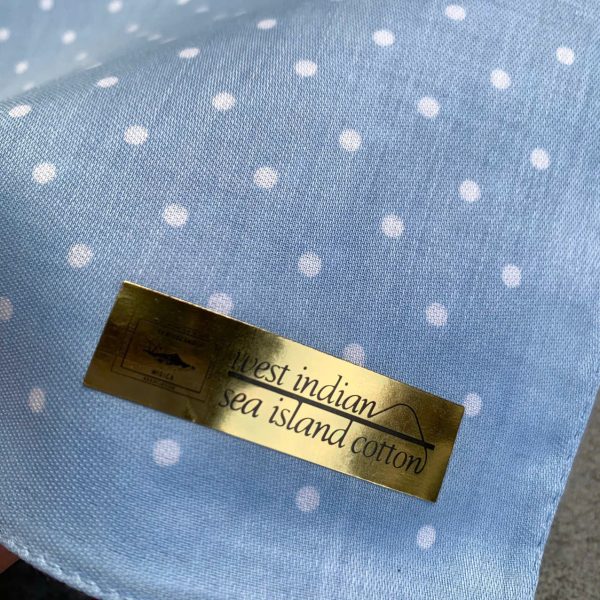 west indian
sea island cotton